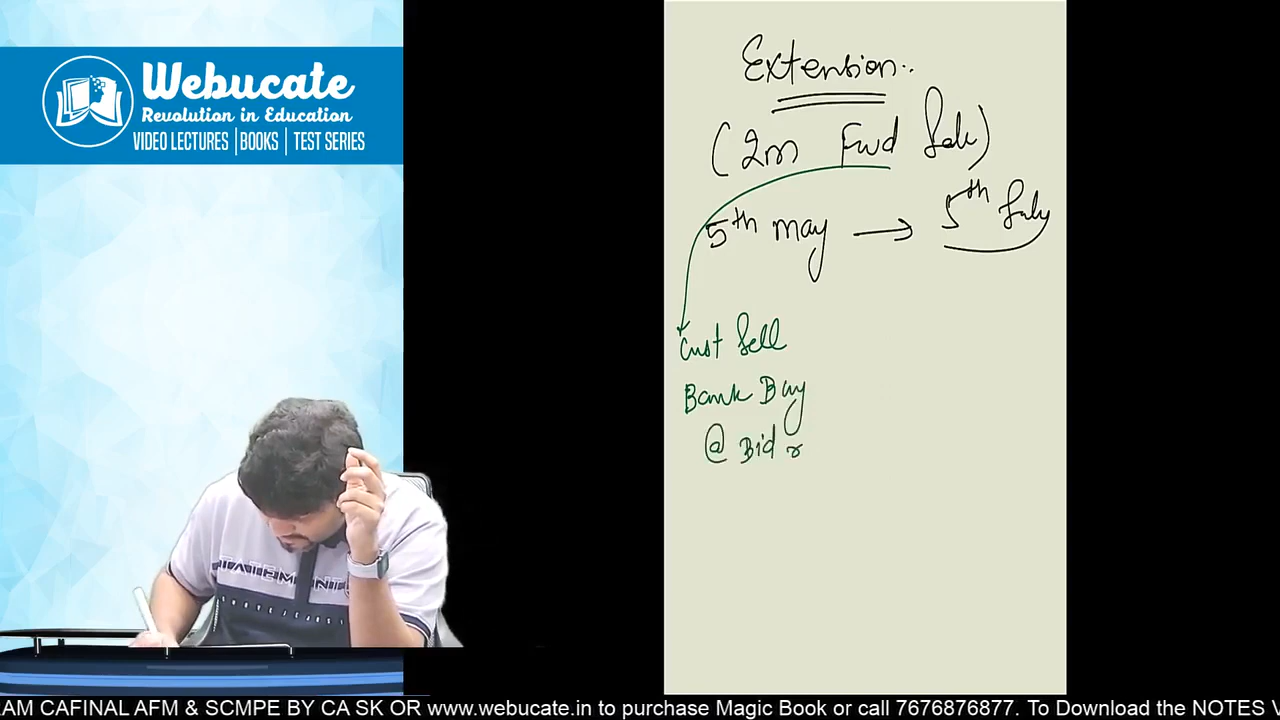 Webucate
Revolution in Education
VIDEO LECTURES | BOOKS | TEST SERIES
Extension..
(2m Fwd Sale)
5th may → 5th July
Cust Sell
Bank Buy
@ Bid r
TATEMENT
AM CAFINAL AFM & SCMPE BY CA SK OR www.webucate.in to purchase Magic Book or call 7676876877. To Download the NOTES V